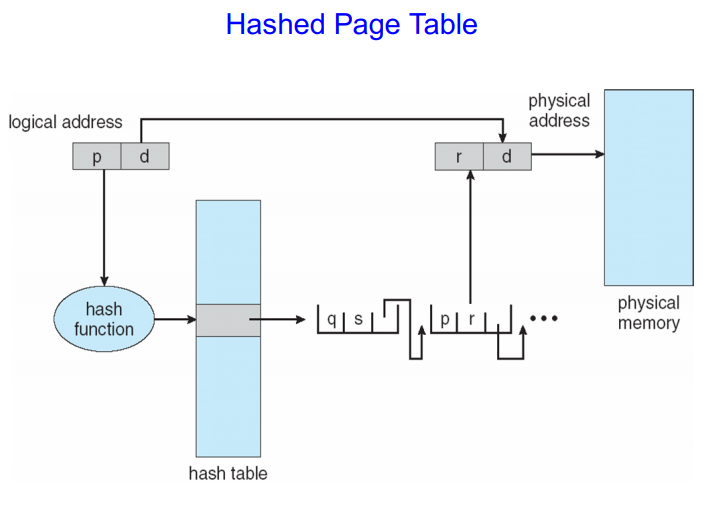 Hashed Page Table
logical address
physical
address
p d
r d
hash
function
q s
p r
•••
physical
memory
hash table